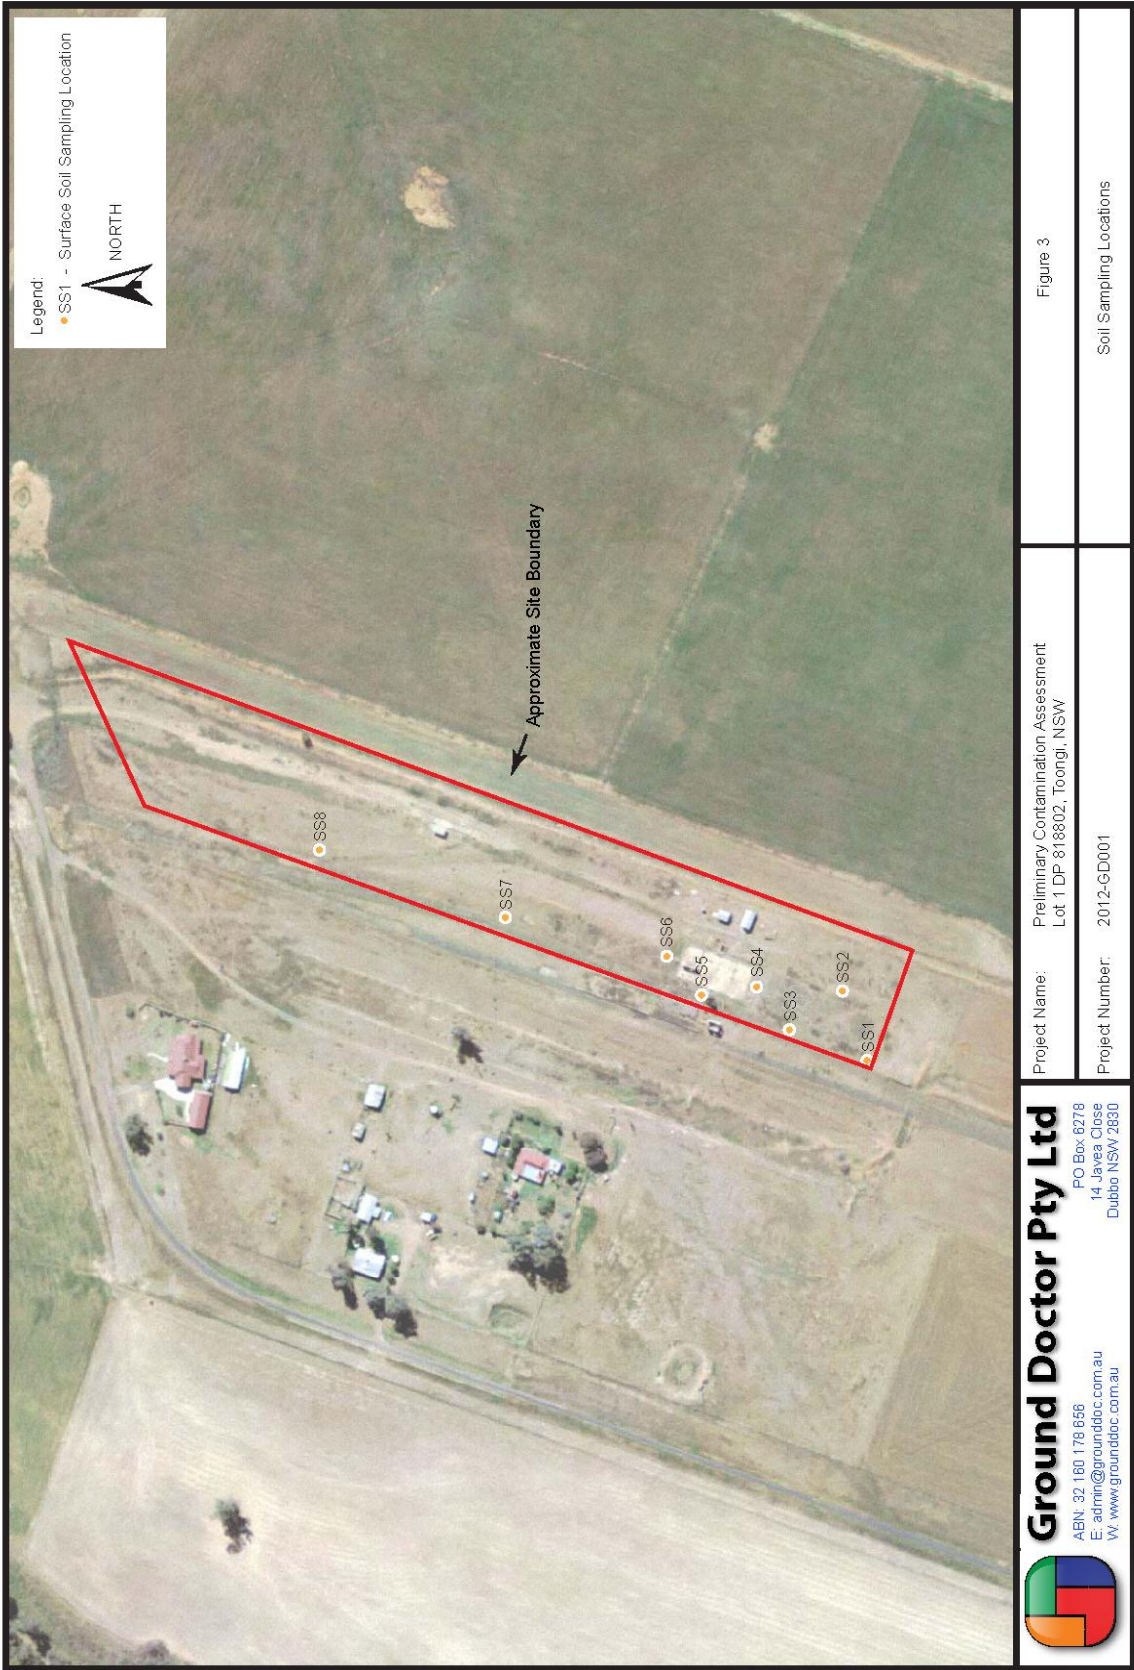 Legend:
SS1 - Surface Soil Sampling Location
NORTH
Approximate Site Boundary
SS8
SS7
SS6
SS5
SS4
SS3
SS2
SS1
Ground Doctor Pty Ltd
ABN: 32 160 178 656
E: admin@grounddoc.com.au
W: www.grounddoc.com.au
PO Box 6278
14 Javea Close
Dubbo NSW 2830
Project Name:
Preliminary Contamination Assessment
Lot 1 DP 818802, Toongi, NSW
Project Number:
2012-GD001
Figure 3
Soil Sampling Locations